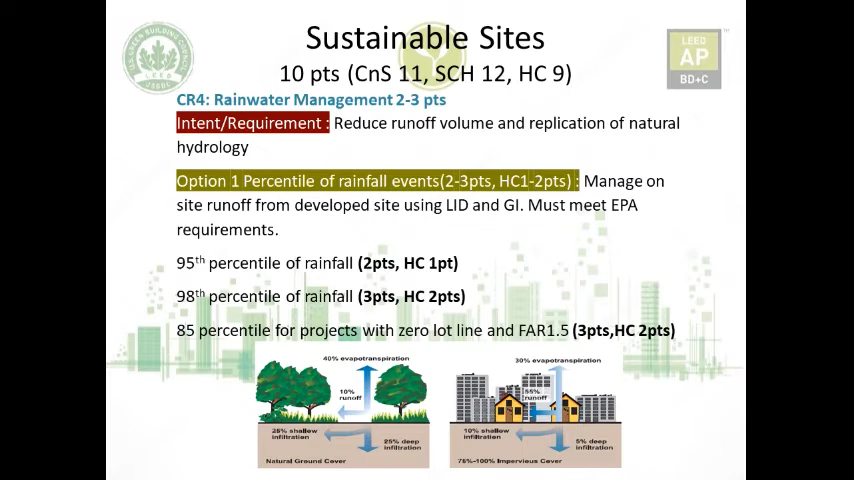 Sustainable Sites
10 pts (CnS 11, SCH 12, HC 9)
LEED
AP
BD+C
LEED
USGBC
CR4: Rainwater Management 2-3 pts
Intent/Requirement : Reduce runoff volume and replication of natural
hydrology
Option 1 Percentile of rainfall events(2-3pts, HC1-2pts) : Manage on
site runoff from developed site using LID and GI. Must meet EPA
requirements.
95th percentile of rainfall (2pts, HC 1pt)
98th percentile of rainfall (3pts, HC 2pts)
85 percentile for projects with zero lot line and FAR1.5 (3pts,HC 2pts)
40% evapotranspiration
10%
runoff
25% shallow
infiltration
25% deep
infiltration
Natural Ground Cover
30% evapotranspiration
55%
runoff
10% shallow
infiltration
5% deep
infiltration
75%-100% Impervious Cover